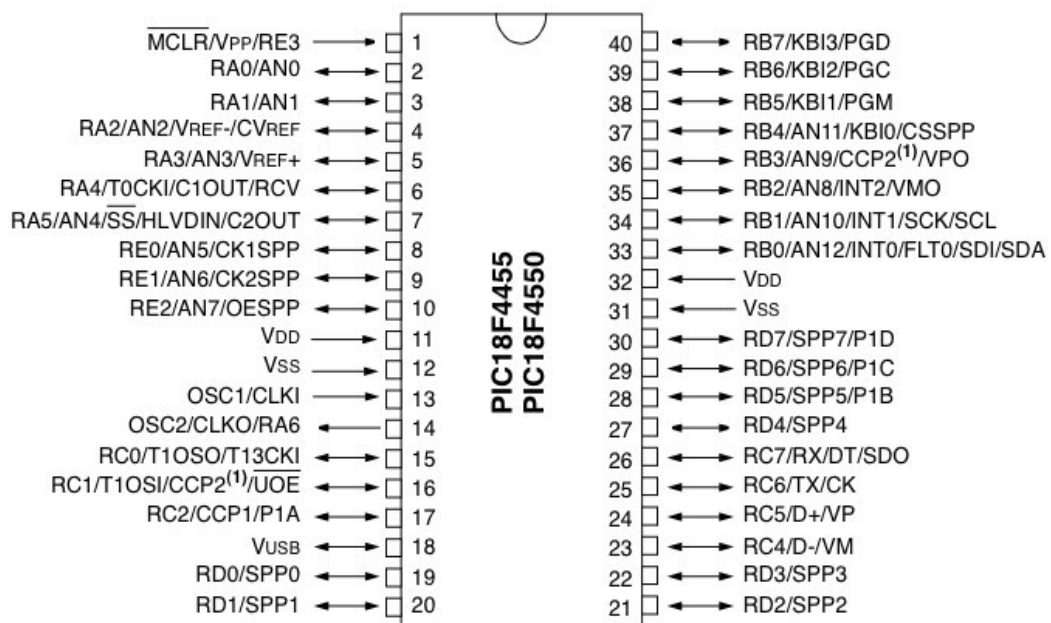 MCLR/VPP/RE3 1 40 RB7/KBI3/PGD
RA0/AN0 2 39 RB6/KBI2/PGC
RA1/AN1 3 38 RB5/KBI1/PGM
RA2/AN2/VREF-/CVREF 4 37 RB4/AN11/KBI0/CSSPP
RA3/AN3/VREF+ 5 36 RB3/AN9/CCP2(1)/VPO
RA4/T0CKI/C1OUT/RCV 6 35 RB2/AN8/INT2/VMO
RA5/AN4/SS/HLVDIN/C2OUT 7 34 RB1/AN10/INT1/SCK/SCL
RE0/AN5/CK1SPP 8 33 RB0/AN12/INT0/FLT0/SDI/SDA
RE1/AN6/CK2SPP 9 32 VDD
RE2/AN7/OESPP 10 31 VSS
VDD 11 30 RD7/SPP7/P1D
VSS 12 29 RD6/SPP6/P1C
OSC1/CLKI 13 28 RD5/SPP5/P1B
OSC2/CLKO/RA6 14 27 RD4/SPP4
RC0/T1OSO/T13CKI 15 26 RC7/RX/DT/SDO
RC1/T1OSI/CCP2(1)/UOE 16 25 RC6/TX/CK
RC2/CCP1/P1A 17 24 RC5/D+/VP
VUSB 18 23 RC4/D-/VM
RD0/SPP0 19 22 RD3/SPP3
RD1/SPP1 20 21 RD2/SPP2
PIC18F4455
PIC18F4550